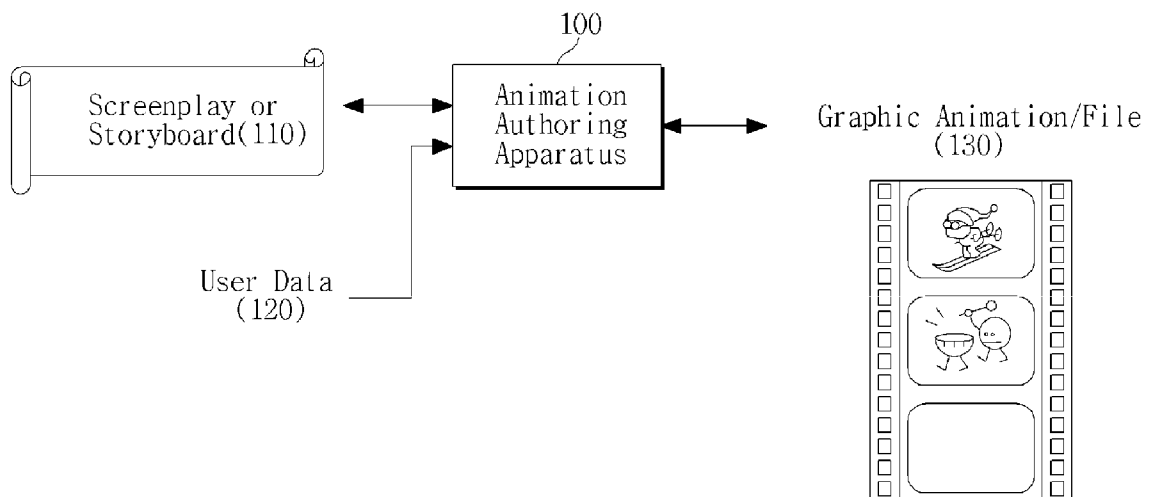 100
Screenplay or
Storyboard(110)
Animation
Authoring
Apparatus
Graphic Animation/File
(130)
User Data
(120)